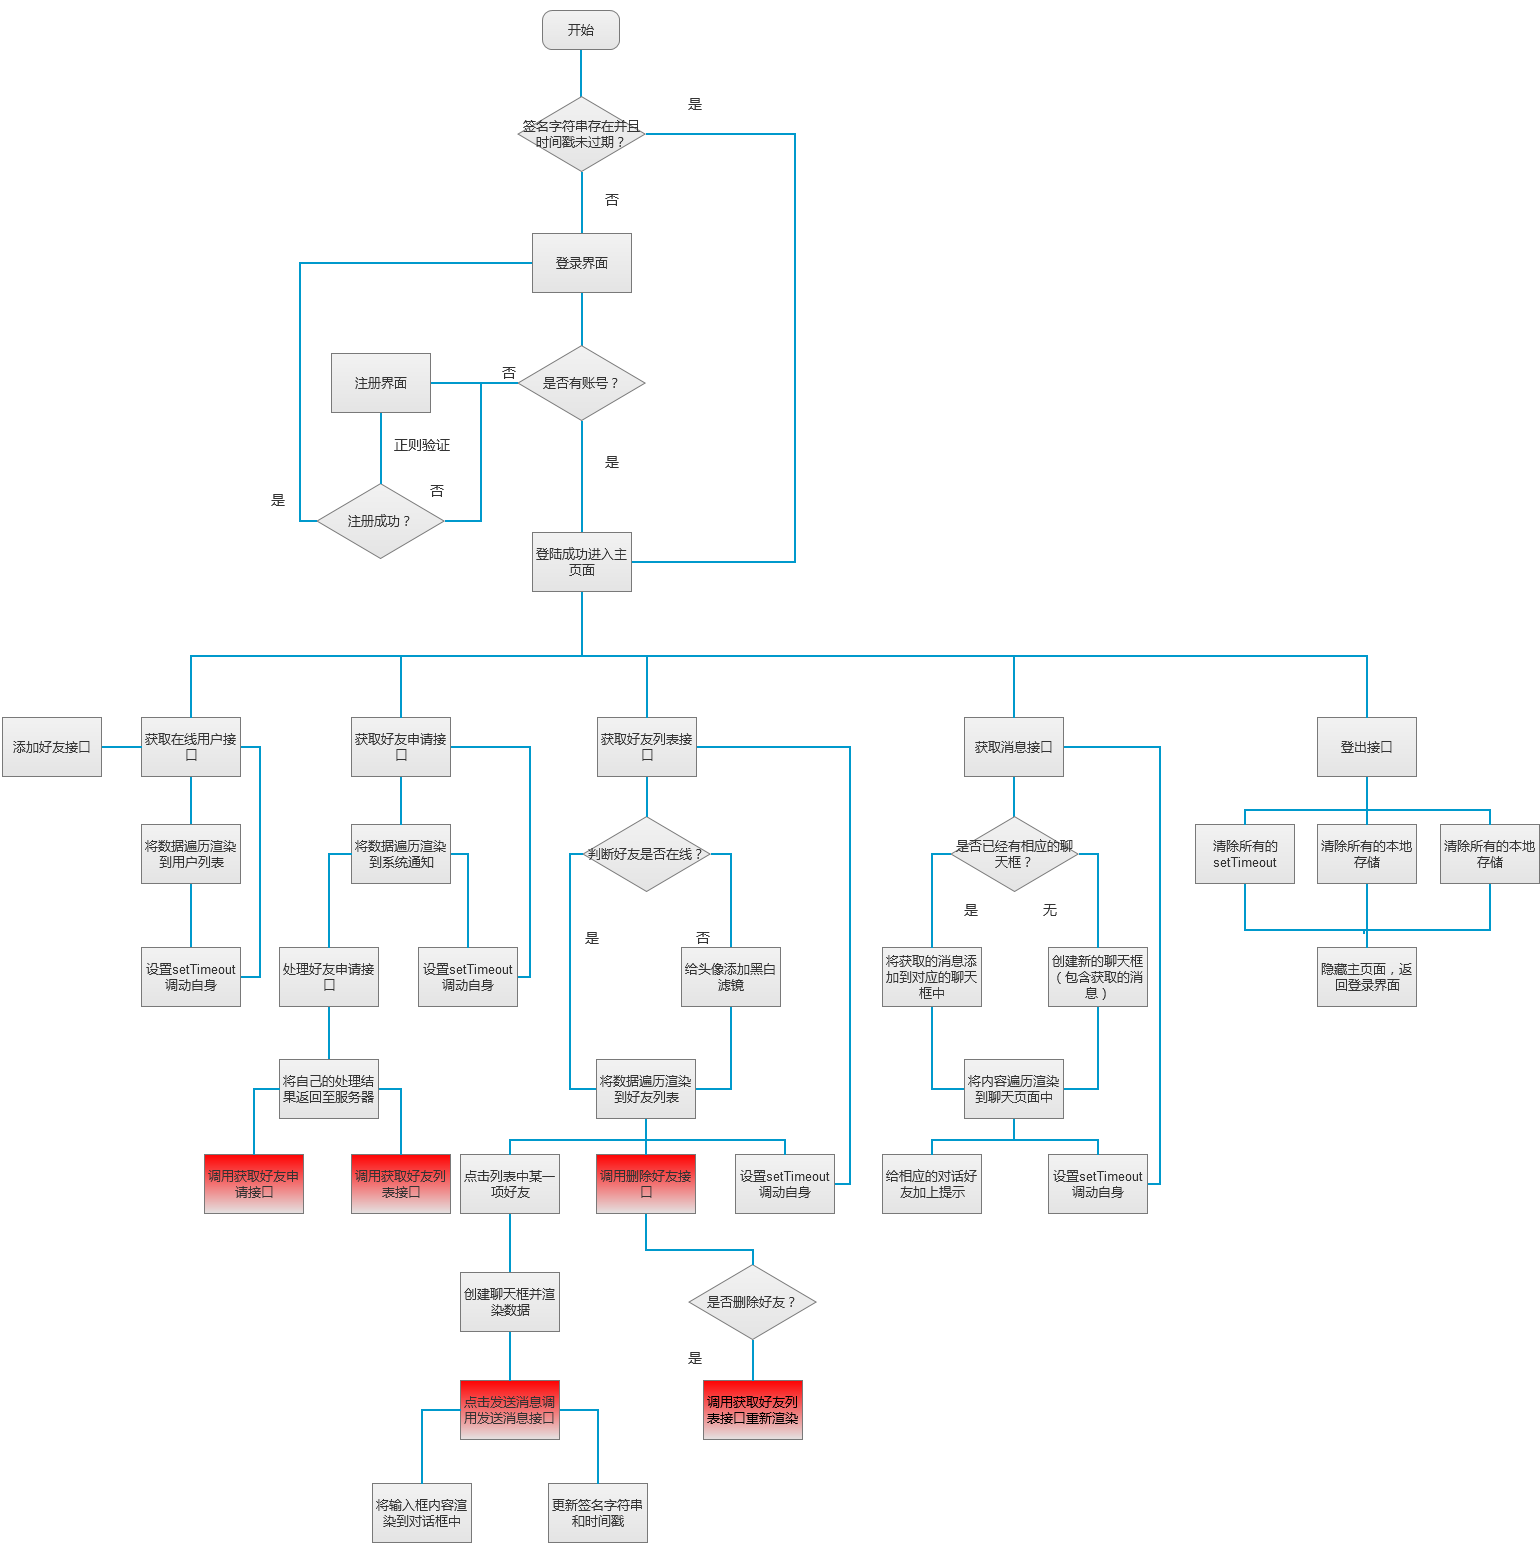 开始
是
签名字符串存在并且
时间戳未过期？
否
登录界面
注册界面
否
是否有账号？
正则验证
是
否
是
注册成功？
登陆成功进入主
页面
添加好友接口
获取在线用户接
口
获取好友申请接
口
获取好友列表接
口
获取消息接口
登出接口
将数据遍历渲染
到用户列表
将数据遍历渲染
到系统通知
判断好友是否在线？
是否已经有相应的聊
天框？
清除所有的
setTimeout
清除所有的本地
存储
清除所有的本地
存储
是
否
是
无
设置setTimeout
调动自身
处理好友申请接
口
设置setTimeout
调动自身
给头像添加黑白
滤镜
将获取的消息添
加到对应的聊天
框中
创建新的聊天框
（包含获取的消
息）
隐藏主页面，返
回登录界面
将自己的处理结
果返回至服务器
将数据遍历渲染
到好友列表
将内容遍历渲染
到聊天页面中
调用获取好友申
请接口
调用获取好友列
表接口
点击列表中某一
项好友
调用删除好友接
口
设置setTimeout
调动自身
给相应的对话好
友加上提示
设置setTimeout
调动自身
创建聊天框并渲
染数据
是否删除好友？
是
点击发送消息调
用发送消息接口
调用获取好友列
表接口重新渲染
将输入框内容渲
染到对话框中
更新签名字符串
和时间戳